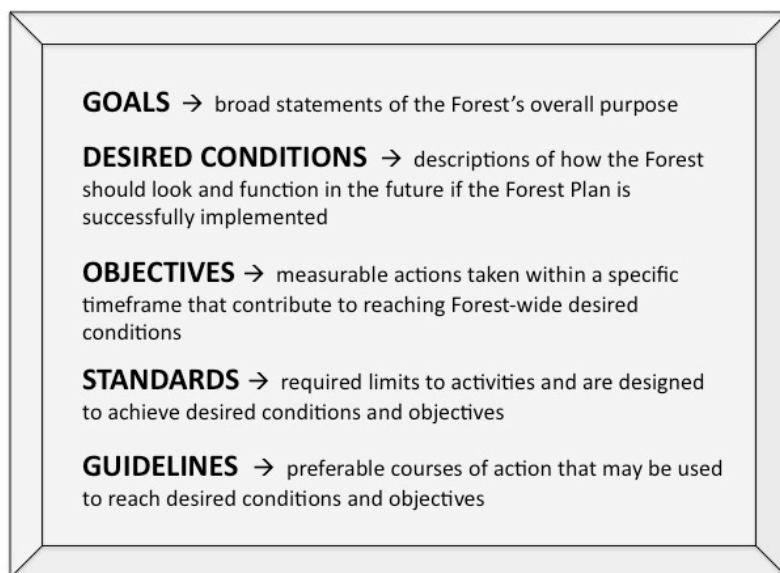 GOALS → broad statements of the Forest's overall purpose
DESIRED CONDITIONS → descriptions of how the Forest
should look and function in the future if the Forest Plan is
successfully implemented
OBJECTIVES → measurable actions taken within a specific
timeframe that contribute to reaching Forest-wide desired
conditions
STANDARDS → required limits to activities and are designed
to achieve desired conditions and objectives
GUIDELINES → preferable courses of action that may be used
to reach desired conditions and objectives